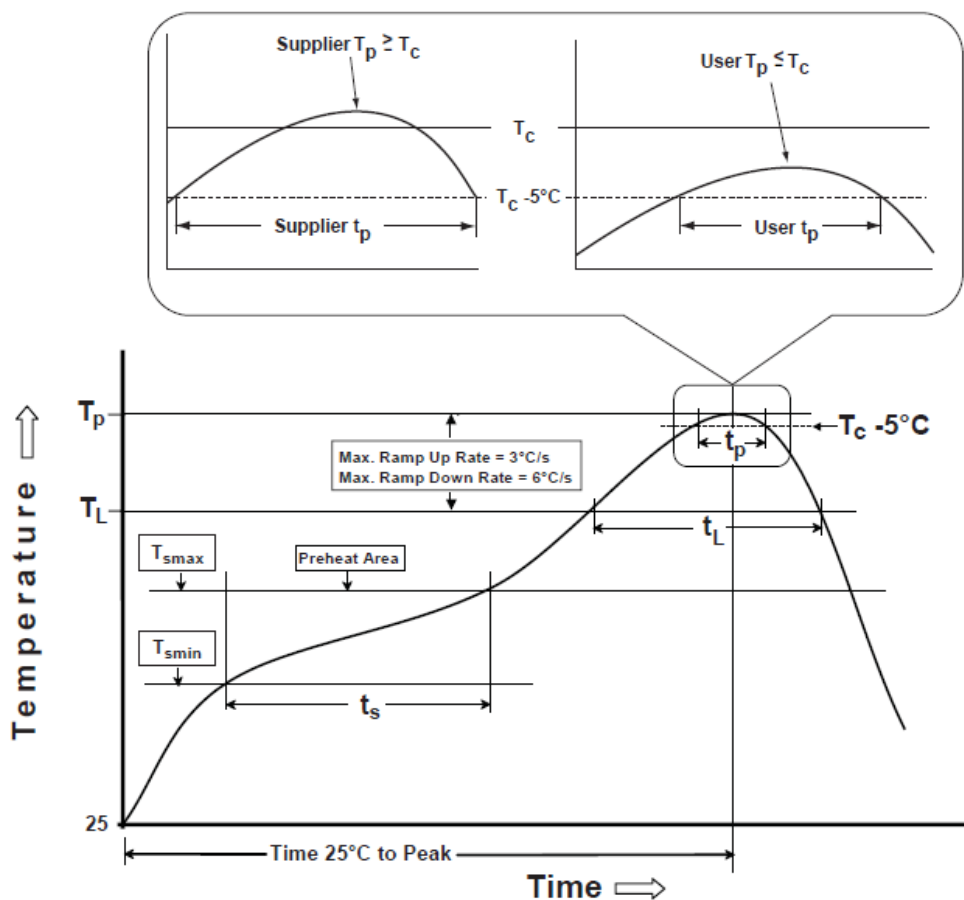 Supplier Tp ≥ Tc
User Tp ≤ Tc
Tc
Tc -5°C
Supplier tp
User tp
Tp
Tc -5°C
tp
Max. Ramp Up Rate = 3°C/s
Max. Ramp Down Rate = 6°C/s
TL
tL
Tsmax
Preheat Area
Tsmin
ts
Temperature
25
Time 25°C to Peak
Time